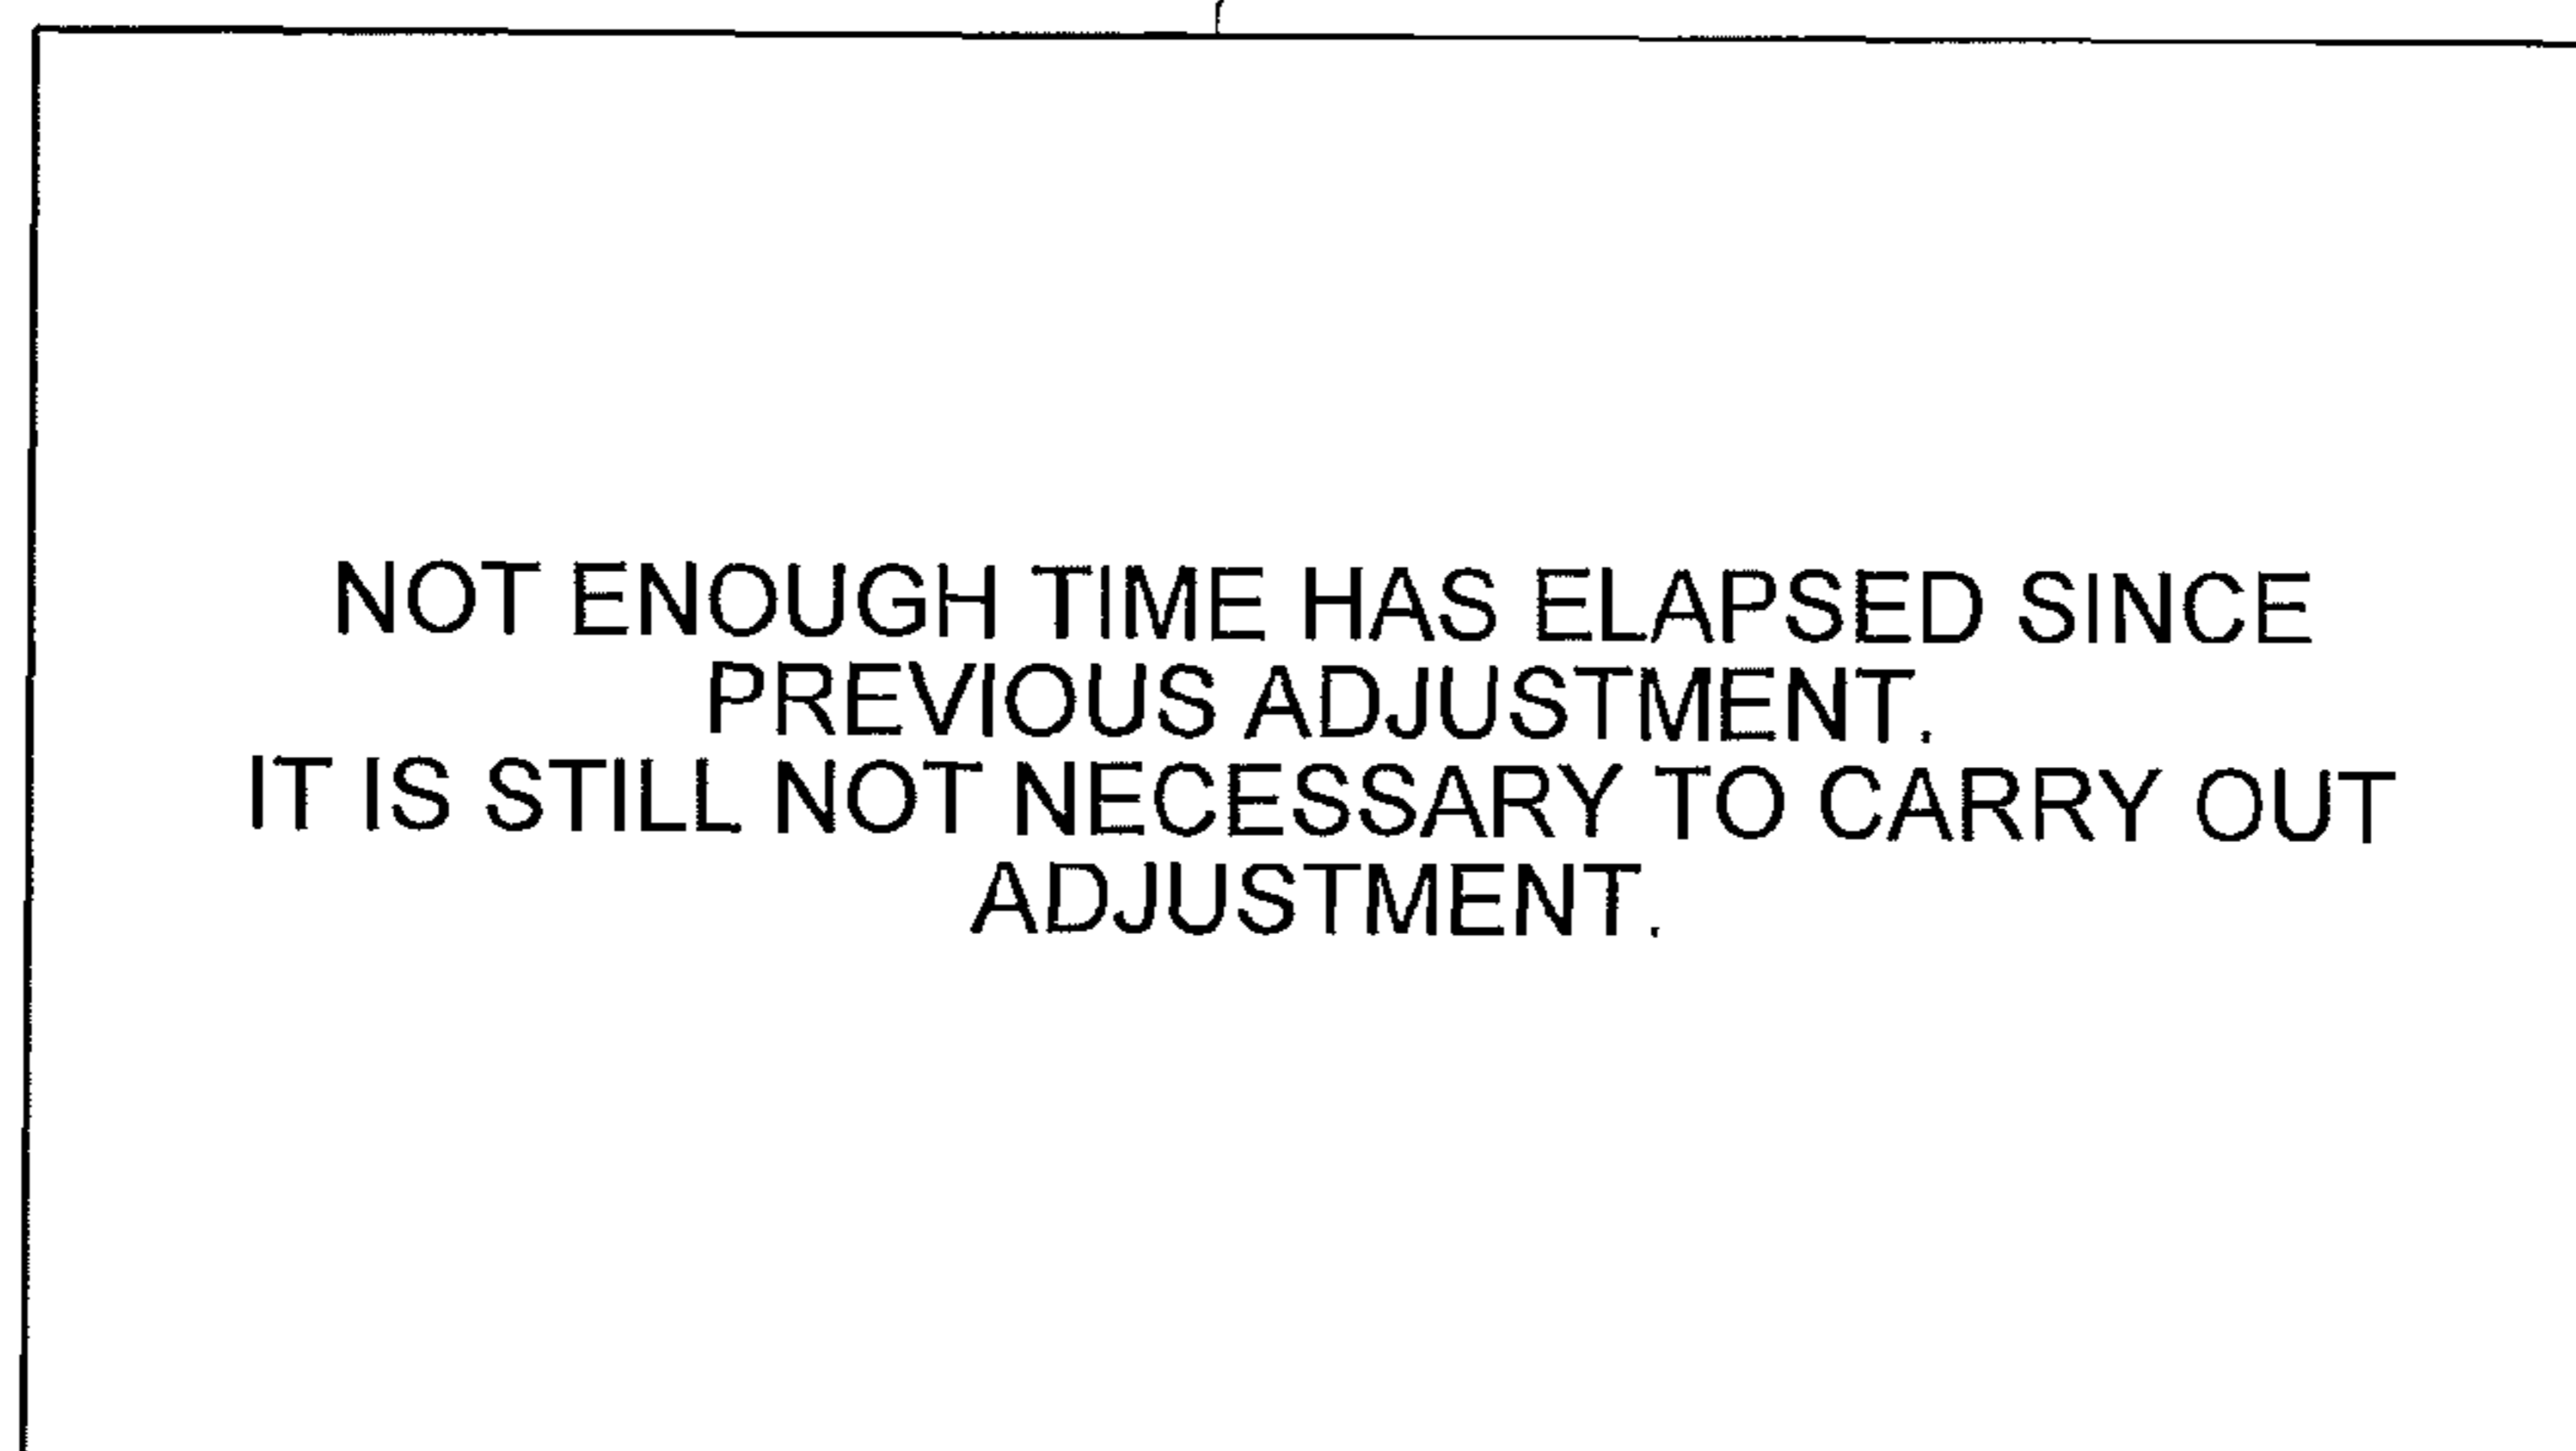 NOT ENOUGH TIME HAS ELAPSED SINCE
PREVIOUS ADJUSTMENT.
IT IS STILL NOT NECESSARY TO CARRY OUT
ADJUSTMENT.